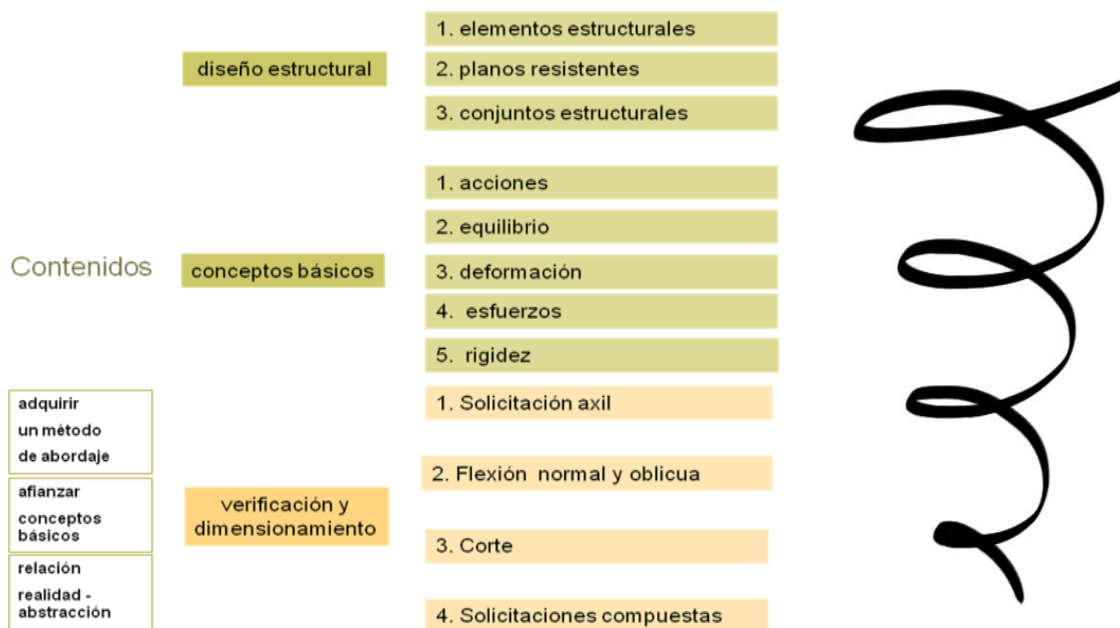 Contenidos
diseño estructural
1. elementos estructurales
2. planos resistentes
3. conjuntos estructurales
conceptos básicos
1. acciones
2. equilibrio
3. deformación
4. esfuerzos
5. rigidez
verificación y
dimensionamiento
1. Solicitación axil
2. Flexión normal y oblicua
3. Corte
4. Solicitaciones compuestas
adquirir
un método
de abordaje
afianzar
conceptos
básicos
relación
realidad -
abstracción